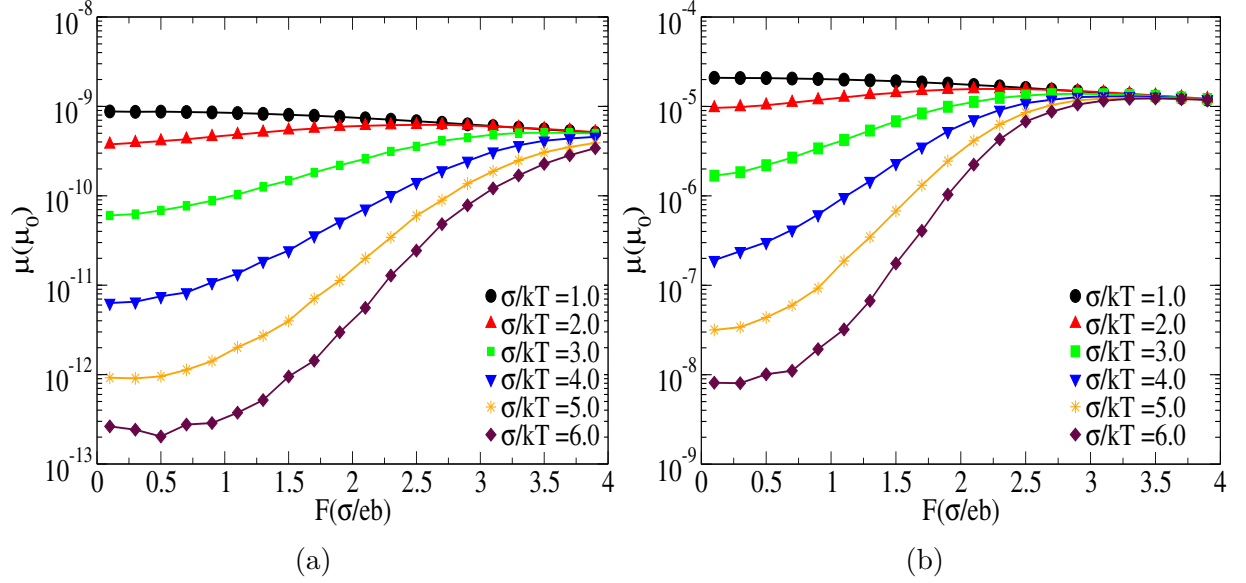 10^-8
10^-9
10^-10
10^-11
10^-12
10^-13
μ(μ_0)
σ/kT =1.0
σ/kT =2.0
σ/kT =3.0
σ/kT =4.0
σ/kT =5.0
σ/kT =6.0
0 0.5 1 1.5 2 2.5 3 3.5 4
F(σ/eb)
(a)
10^-4
10^-5
10^-6
10^-7
10^-8
10^-9
μ(μ_0)
σ/kT =1.0
σ/kT =2.0
σ/kT =3.0
σ/kT =4.0
σ/kT =5.0
σ/kT =6.0
0 0.5 1 1.5 2 2.5 3 3.5 4
F(σ/eb)
(b)